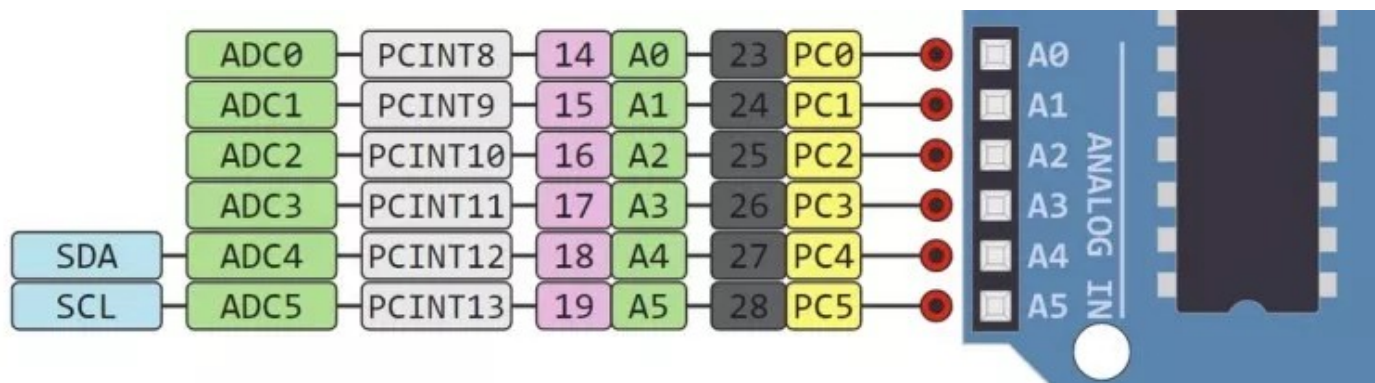 ADC0 PCINT8 14 A0 23 PC0 A0
ADC1 PCINT9 15 A1 24 PC1 A1
ADC2 PCINT10 16 A2 25 PC2 A2
ADC3 PCINT11 17 A3 26 PC3 A3
SDA ADC4 PCINT12 18 A4 27 PC4 A4
SCL ADC5 PCINT13 19 A5 28 PC5 A5
ANALOG IN